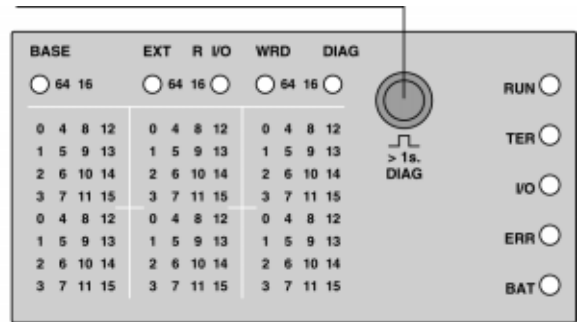 BASE EXT R I/O WRD DIAG
64 16 64 16 64 16
RUN
0 4 8 12 0 4 8 12 0 4 8 12
TER
1 5 9 13 1 5 9 13 1 5 9 13
> 1s.
2 6 10 14 2 6 10 14 2 6 10 14
DIAG
3 7 11 15 3 7 11 15 3 7 11 15
I/O
0 4 8 12 0 4 8 12 0 4 8 12
1 5 9 13 1 5 9 13 1 5 9 13
ERR
2 6 10 14 2 6 10 14 2 6 10 14
3 7 11 15 3 7 11 15 3 7 11 15
BAT